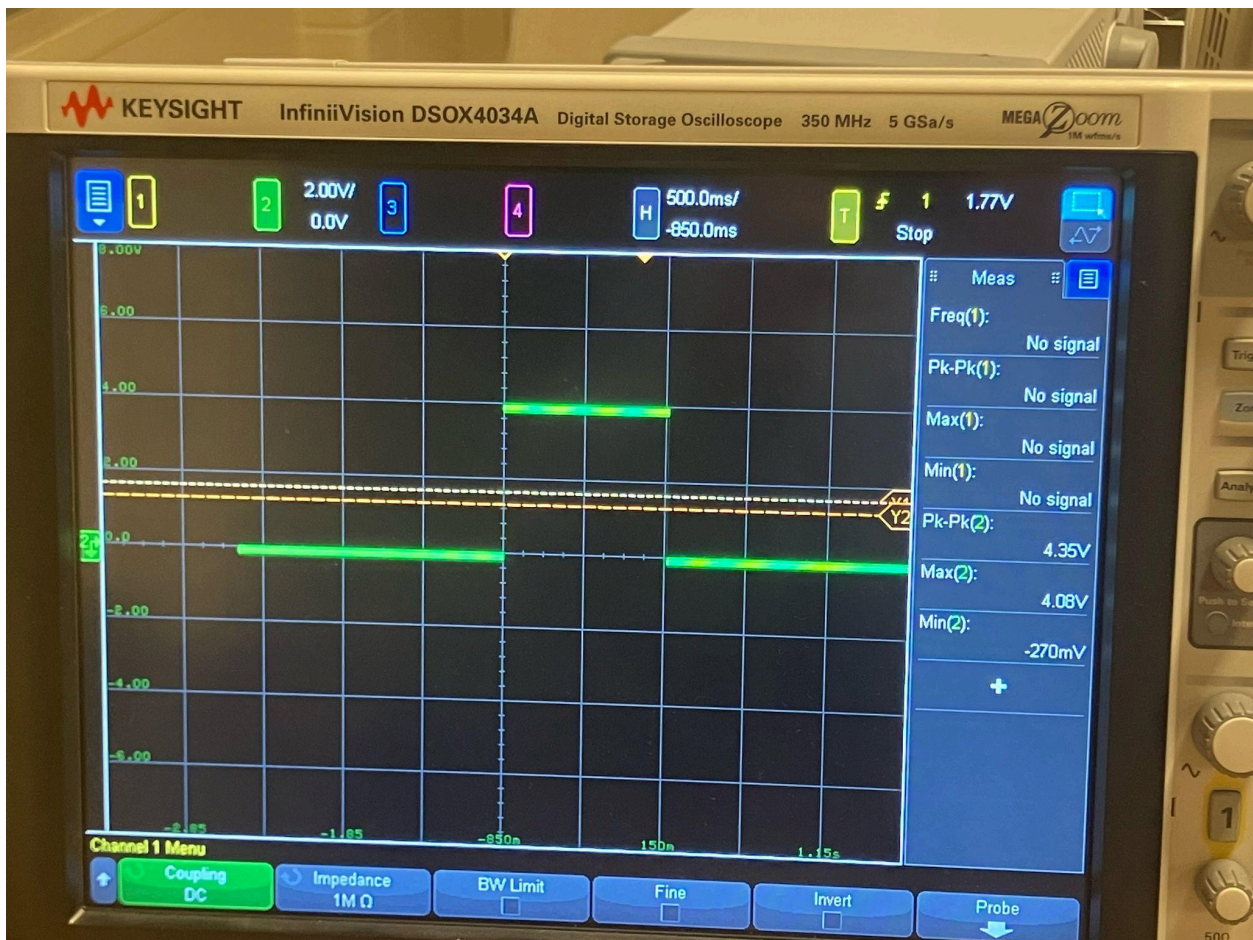 KEYSIGHT InfiniiVision DSOX4034A Digital Storage Oscilloscope 350 MHz 5 GSa/s MEGA Zoom
1M wfms/s
1 2 2.00V/ 3 4 H 500.0ms/ T 1 1.77V
0.0V -850.0ms Stop
8.00V
Meas
6.00
Freq(1):
No signal
Pk-Pk(1):
No signal
4.00
Max(1):
No signal
2.00
Min(1):
No signal
Y1
Y2
Pk-Pk(2):
4.35V
2 0.0
Max(2):
4.08V
-2.00
Min(2):
-270mV
+
-4.00
-6.00
-2.85 -1.85 -850m 150m 1.15s
Channel 1 Menu
Coupling Impedance BW Limit Fine Invert Probe
DC 1M Ω
Trig
Analy
Push to
1